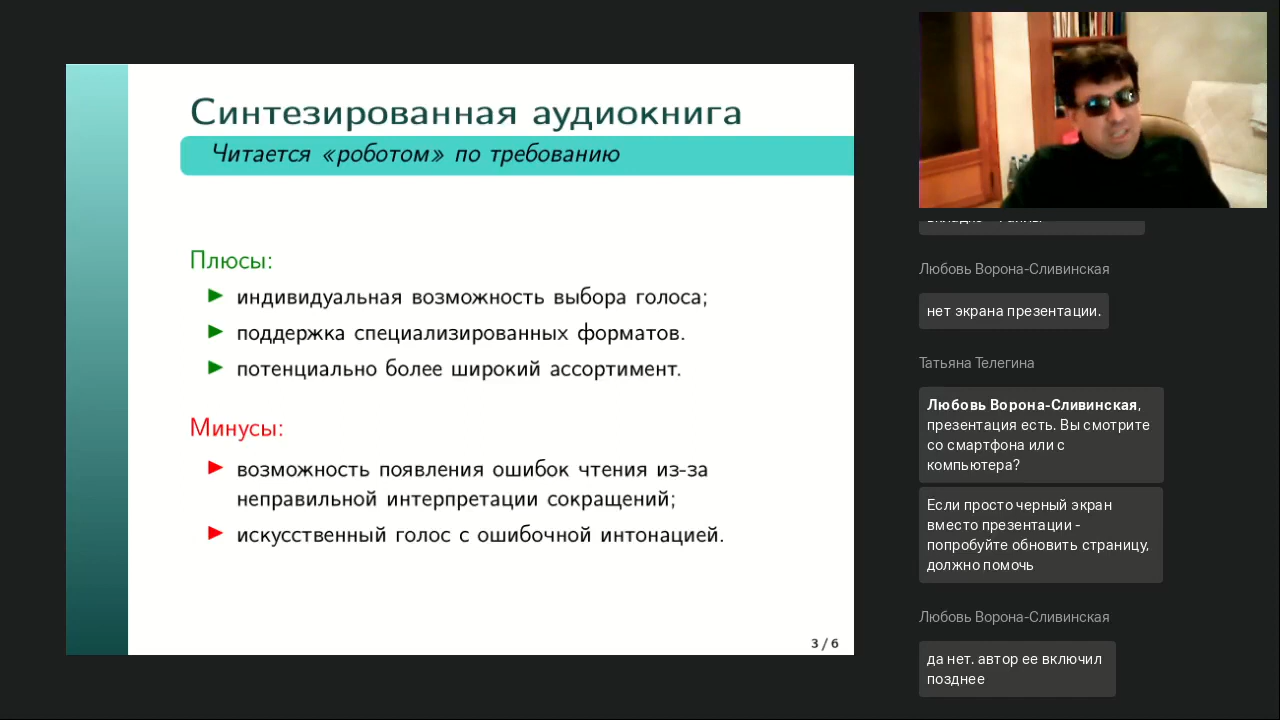 Синтезированная аудиокнига
Читается «роботом» по требованию
Плюсы:
индивидуальная возможность выбора голоса;
поддержка специализированных форматов.
потенциально более широкий ассортимент.
Минусы:
возможность появления ошибок чтения из-за
неправильной интерпретации сокращений;
искусственный голос с ошибочной интонацией.
3 / 6
Любовь Ворона-Сливинская
нет экрана презентации.
Татьяна Телегина
Любовь Ворона-Сливинская,
презентация есть. Вы смотрите
со смартфона или с
компьютера?
Если просто черный экран
вместо презентации -
попробуйте обновить страницу,
должно помочь
Любовь Ворона-Сливинская
да нет. автор ее включил
позднее